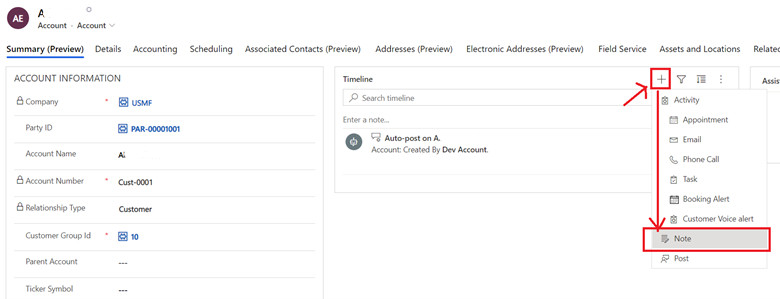 AE
A
Account · Account
Summary (Preview) Details Accounting Scheduling Associated Contacts (Preview) Addresses (Preview) Electronic Addresses (Preview) Field Service Assets and Locations Related
ACCOUNT INFORMATION
Company * USMF
Party ID PAR-00001001
Account Name
Account Number * Cust-0001
Relationship Type Customer
Customer Group Id * 10
Parent Account ---
Ticker Symbol ---
Timeline
Search timeline
Enter a note...
Auto-post on A.
Account: Created By Dev Account.
Activity
Appointment
Email
Phone Call
Task
Booking Alert
Customer Voice alert
Note
Post
Assis